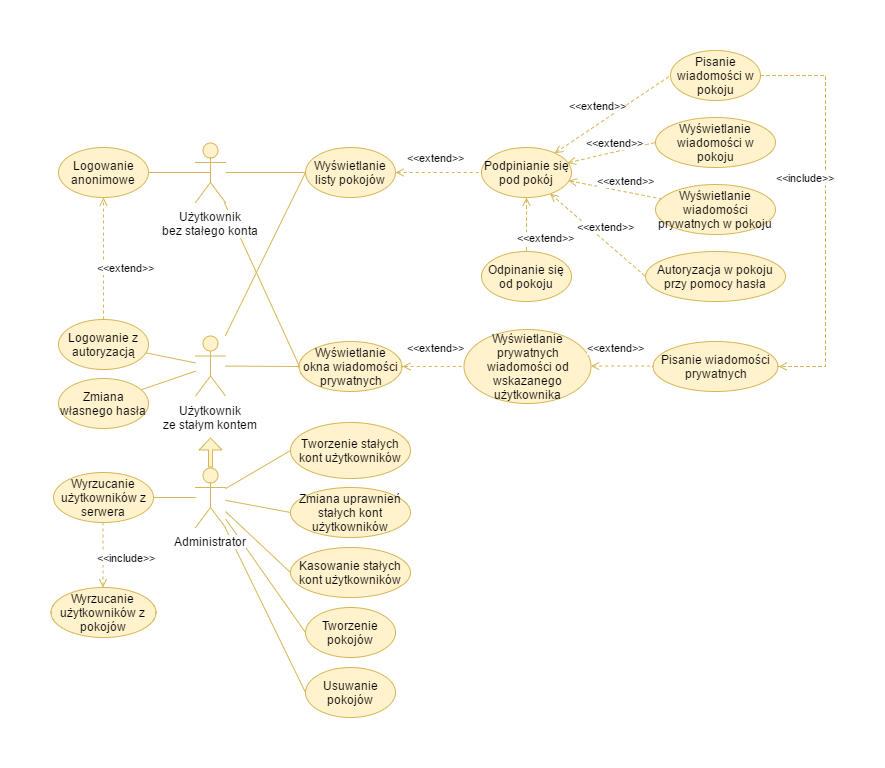 Pisanie
wiadomości w
pokoju
<<extend>>
Wyświetlanie
wiadomości w
pokoju
<<extend>>
Logowanie
anonimowe
Wyświetlanie
listy pokojów
<<extend>>
Podpinianie się
pod pokój
<<extend>>
<<include>>
Wyświetlanie
wiadomości
prywatnych w pokoju
Użytkownik
bez stałego konta
<<extend>>
<<extend>>
<<extend>>
Odpinanie się
od pokoju
Autoryzacja w pokoju
przy pomocy hasła
Logowanie z
autoryzacją
Wyświetlanie
okna wiadomości
prywatnych
<<extend>>
Wyświetlanie
prywatnych
wiadomości od
wskazanego
użytkownika
<<extend>>
Pisanie wiadomości
prywatnych
Zmiana
własnego hasła
Użytkownik
ze stałym kontem
Tworzenie stałych
kont użytkowników
Wyrzucanie
użytkowników z
serwera
Zmiana uprawnień
stałych kont
użytkowników
Administrator
<<include>>
Kasowanie stałych
kont użytkowników
Wyrzucanie
użytkowników z
pokojów
Tworzenie
pokojów
Usuwanie
pokojów